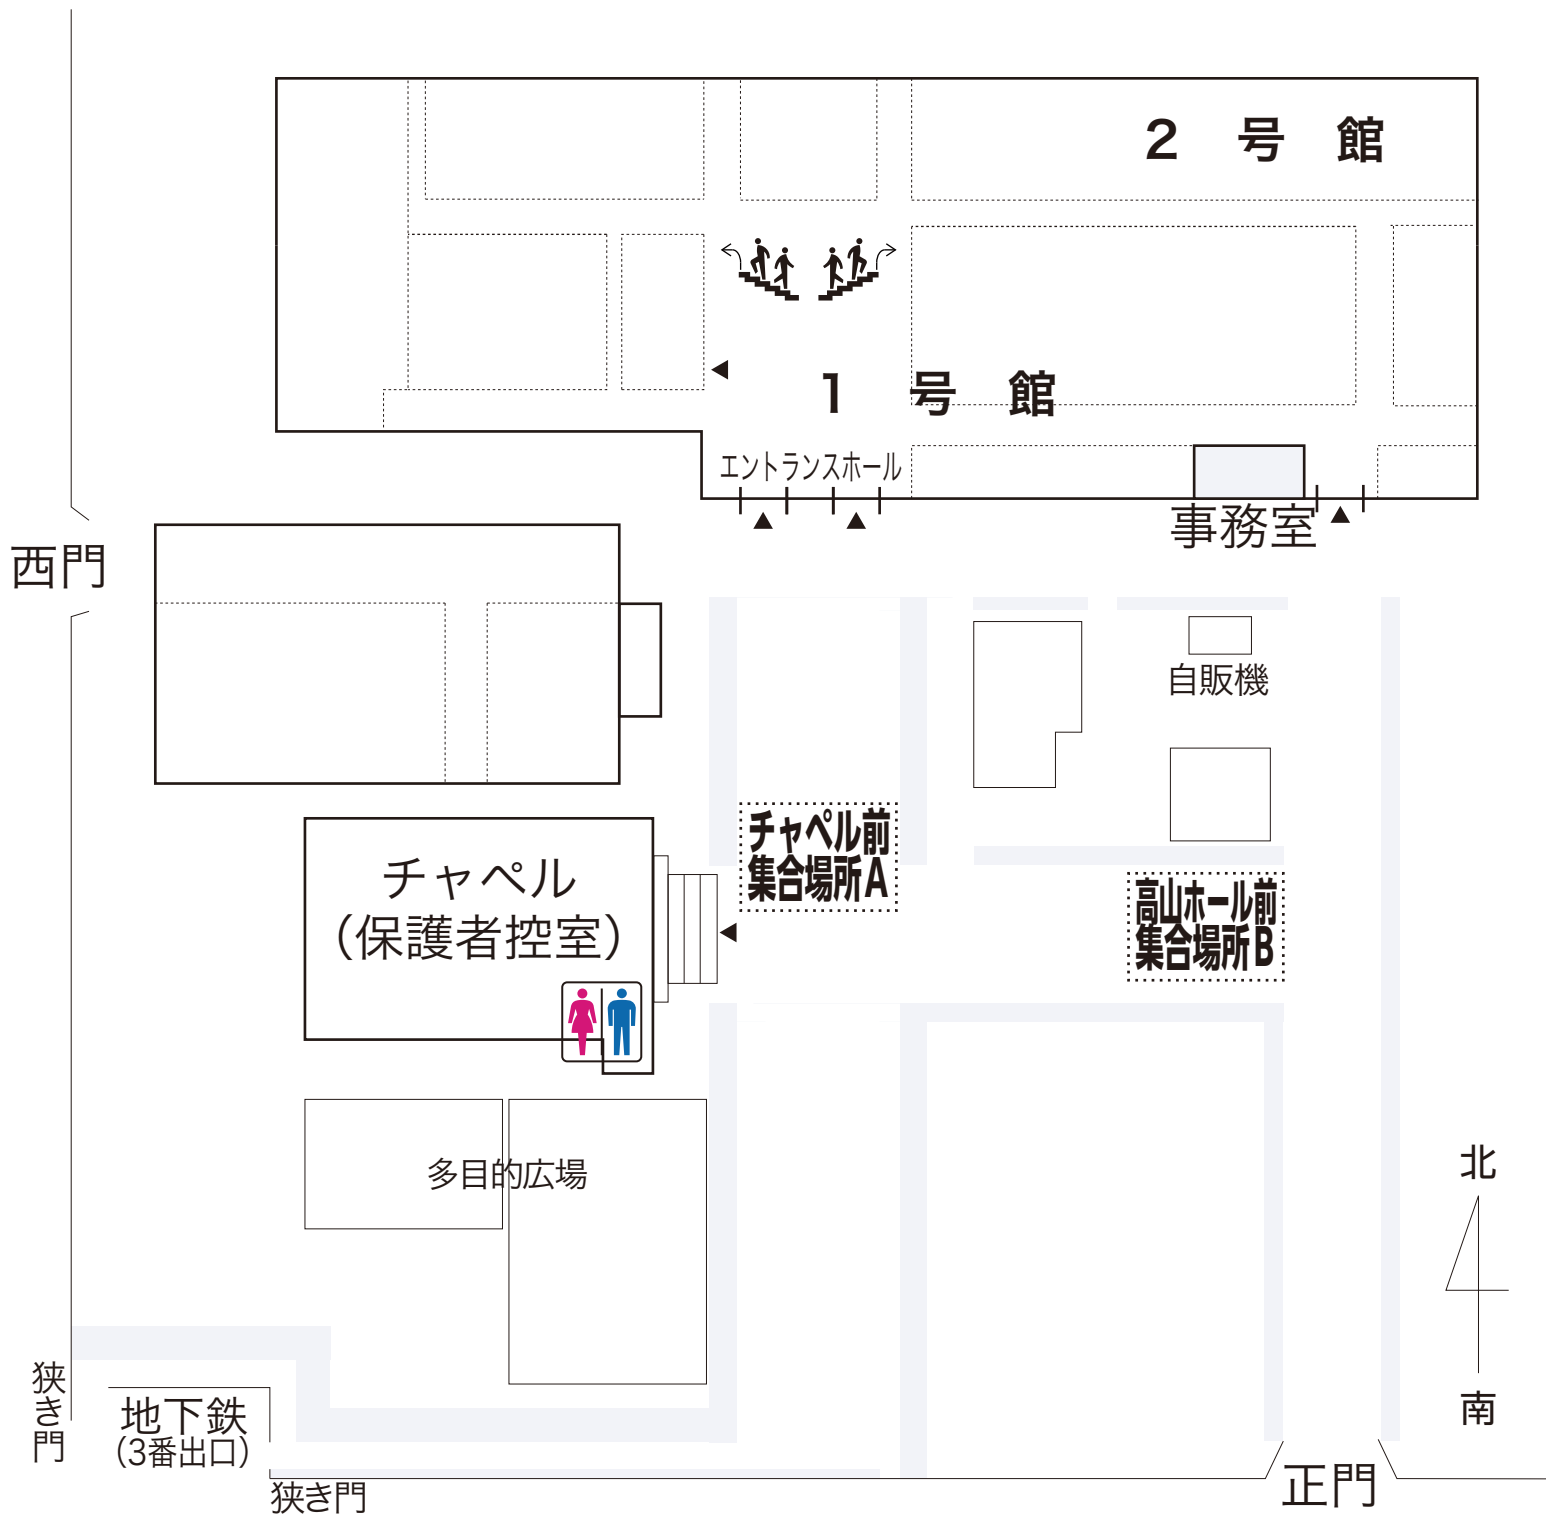 ２　号　館
１　号　館
エントランスホール
事務室
西門
自販機
チャペル前
集合場所A
チャペル
（保護者控室）
高山ホール前
集合場所B
多目的広場
北
南
狭き門
地下鉄
（3番出口）
狭き門
正門